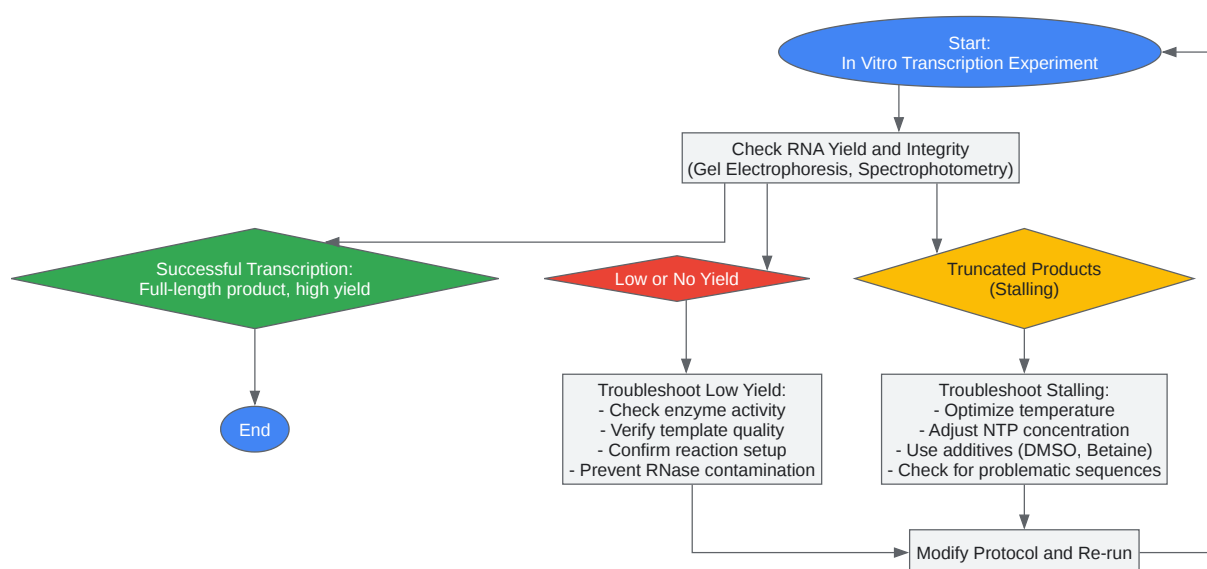 Start:
In Vitro Transcription Experiment
Check RNA Yield and Integrity
(Gel Electrophoresis, Spectrophotometry)
Successful Transcription:
Full-length product, high yield
Low or No Yield
Truncated Products
(Stalling)
End
Troubleshoot Low Yield:
- Check enzyme activity
- Verify template quality
- Confirm reaction setup
- Prevent RNase contamination
Troubleshoot Stalling:
- Optimize temperature
- Adjust NTP concentration
- Use additives (DMSO, Betaine)
- Check for problematic sequences
Modify Protocol and Re-run